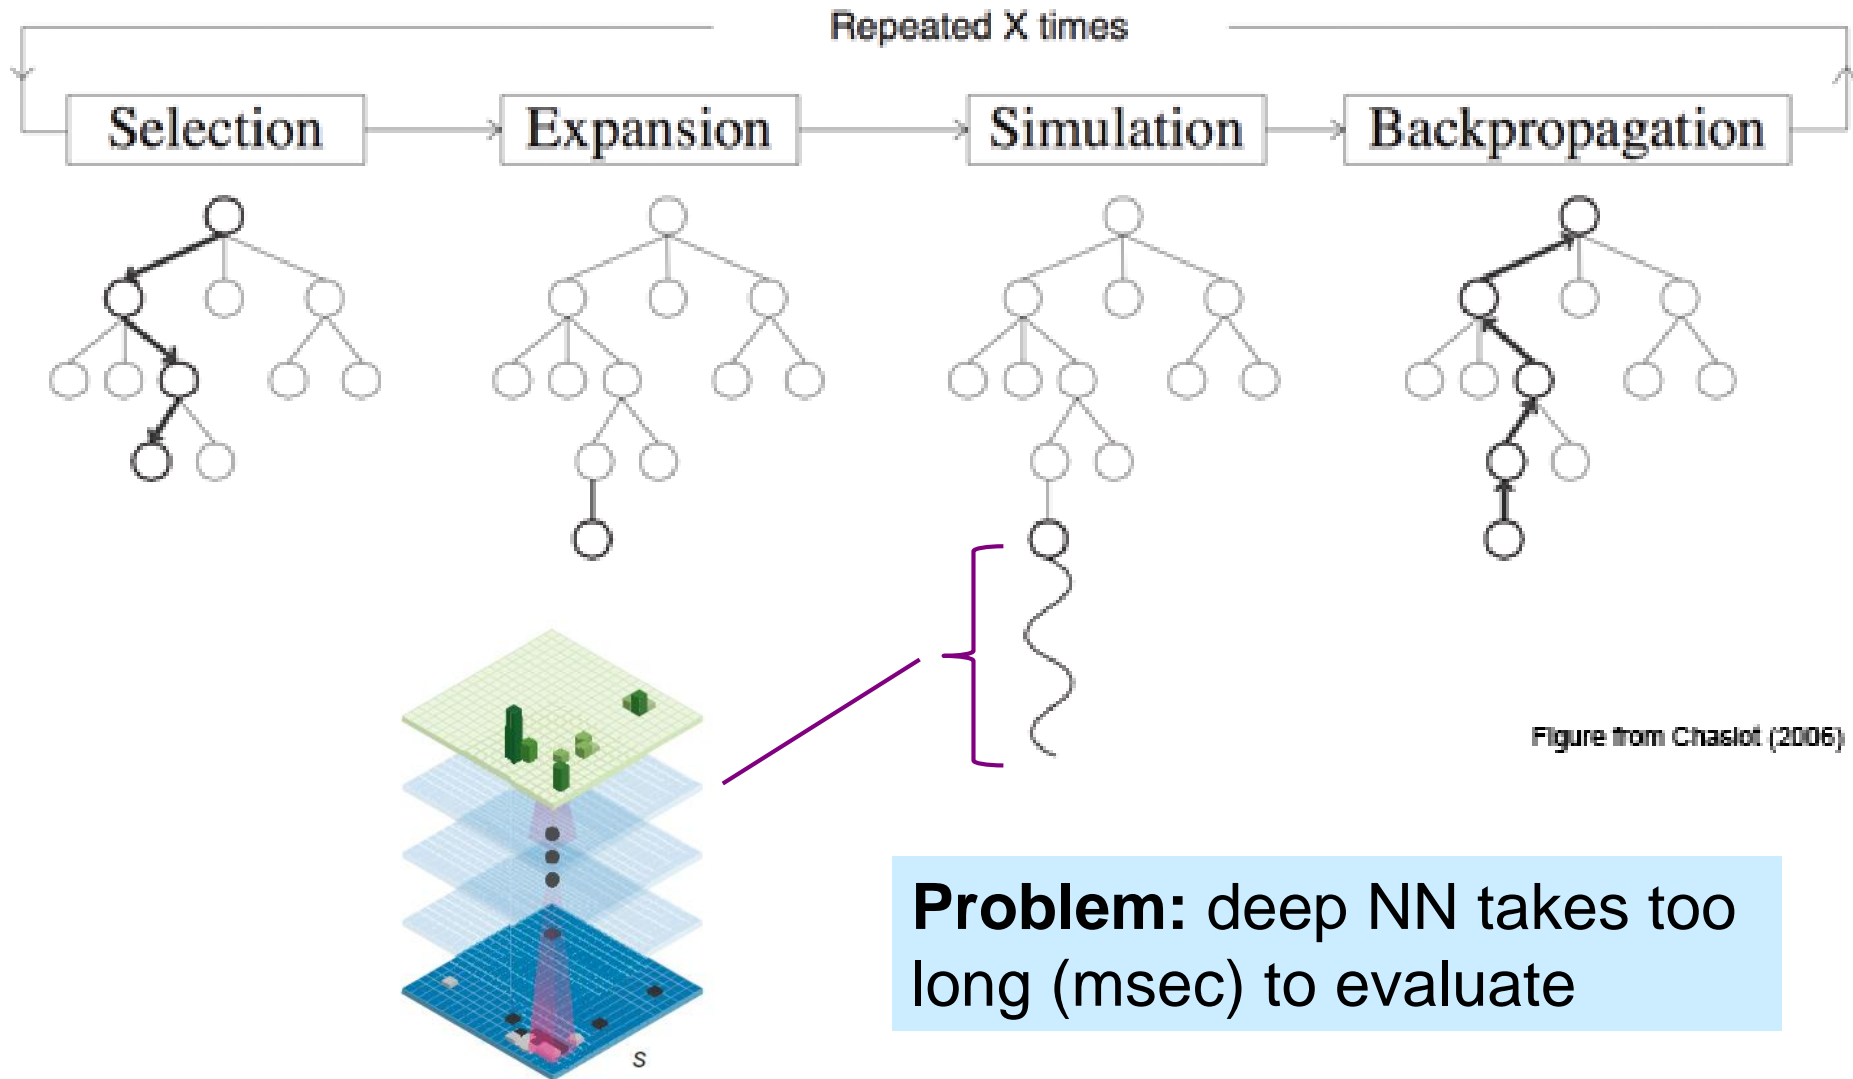 Repeated X times
Selection
Expansion
Simulation
Backpropagation
Figure from Chaslot (2006)
s
Problem: deep NN takes too
long (msec) to evaluate